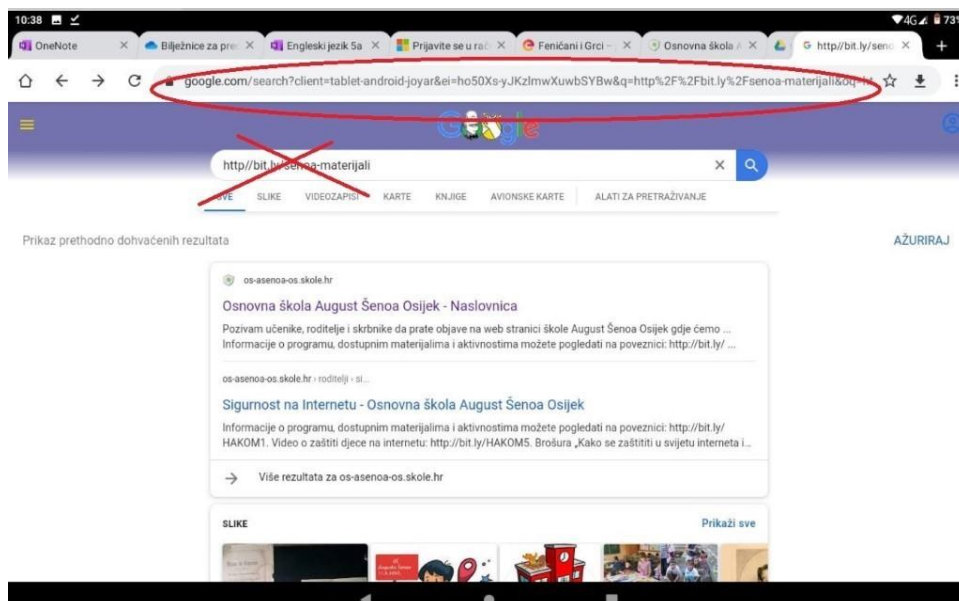 10:38
4G 73%
OneNote
Bilježnice za pre
Engleski jezik 5a
Prijavite se u rač
Feničani i Grci -
Osnovna škola A
http//bit.ly/seno
google.com/search?client=tablet-android-joyar&ei=ho50Xs-yJKzlmwXuwbSYBw&q=http%2F%2Fbit.ly%2Fsenoa-materijali&oq=ht
http//bit.ly/senoa-materijali
SVE SLIKE VIDEOZAPISI KARTE KNJIGE AVIONSKE KARTE ALATI ZA PRETRAŽIVANJE
Prikaz prethodno dohvaćenih rezultata
AŽURIRAJ
os-asenoa-os.skole.hr
Osnovna škola August Šenoa Osijek - Naslovnica
Pozivam učenike, roditelje i skrbnike da prate objave na web stranici škole August Šenoa Osijek gdje ćemo ...
Informacije o programu, dostupnim materijalima i aktivnostima možete pogledati na poveznici: http://bit.ly/ ...
os-asenoa-os.skole.hr › roditelji › si...
Sigurnost na Internetu - Osnovna škola August Šenoa Osijek
Informacije o programu, dostupnim materijalima i aktivnostima možete pogledati na poveznici: http://bit.ly/
HAKOM1. Video o zaštiti djece na internetu: http://bit.ly/HAKOM5. Brošura „Kako se zaštititi u svijetu interneta i...
Više rezultata za os-asenoa-os.skole.hr
SLIKE
Prikaži sve